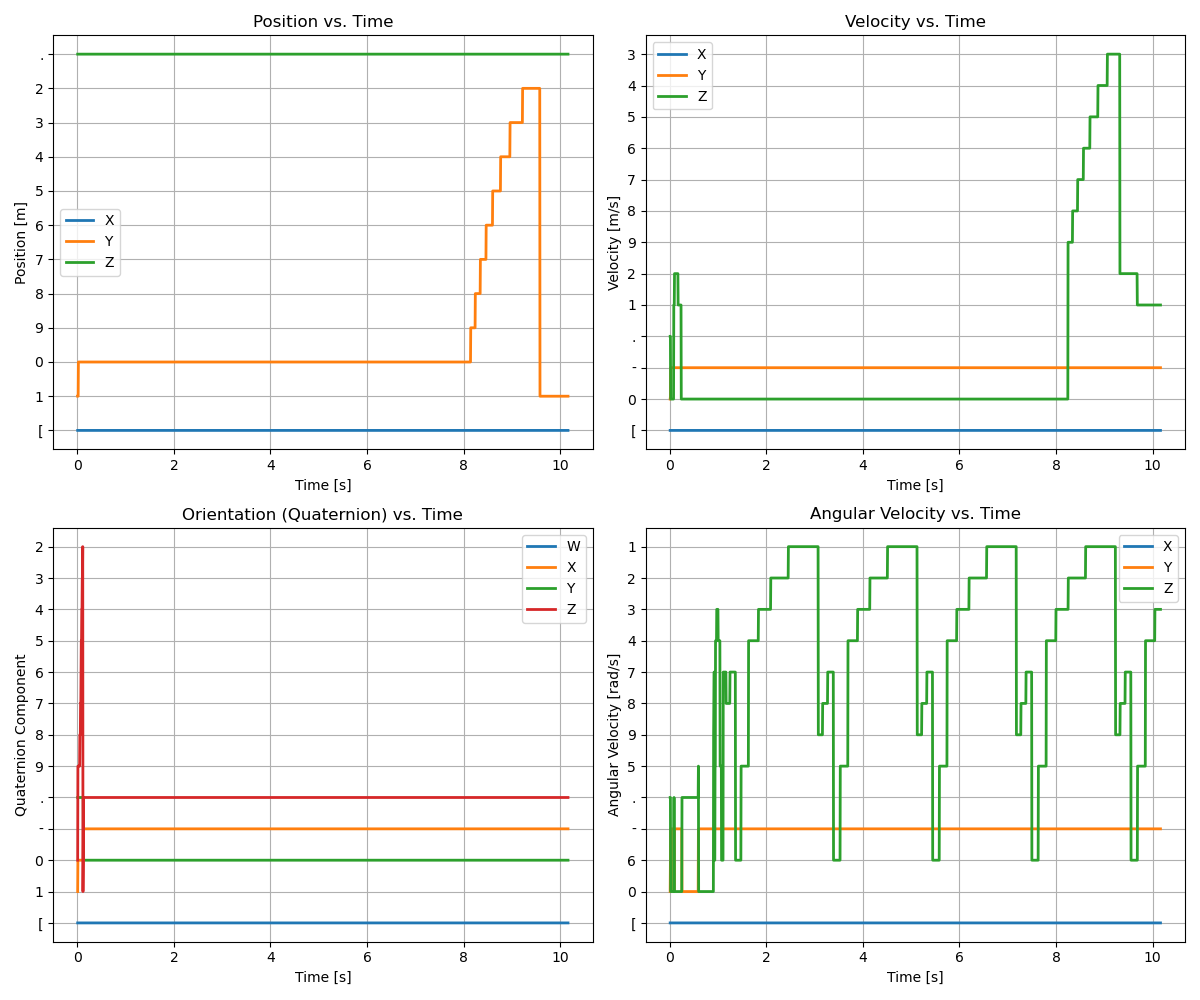 Position vs. Time
Position [m]
.
2
3
4
5
6
7
8
9
0
1
[
X
Y
Z
0 2 4 6 8 10
Time [s]
Velocity vs. Time
Velocity [m/s]
3
4
5
6
7
8
9
2
1
.
-
0
[
X
Y
Z
0 2 4 6 8 10
Time [s]
Orientation (Quaternion) vs. Time
Quaternion Component
2
3
4
5
6
7
8
9
.
-
0
1
[
W
X
Y
Z
0 2 4 6 8 10
Time [s]
Angular Velocity vs. Time
Angular Velocity [rad/s]
1
2
3
4
7
8
9
5
.
-
6
0
[
X
Y
Z
0 2 4 6 8 10
Time [s]